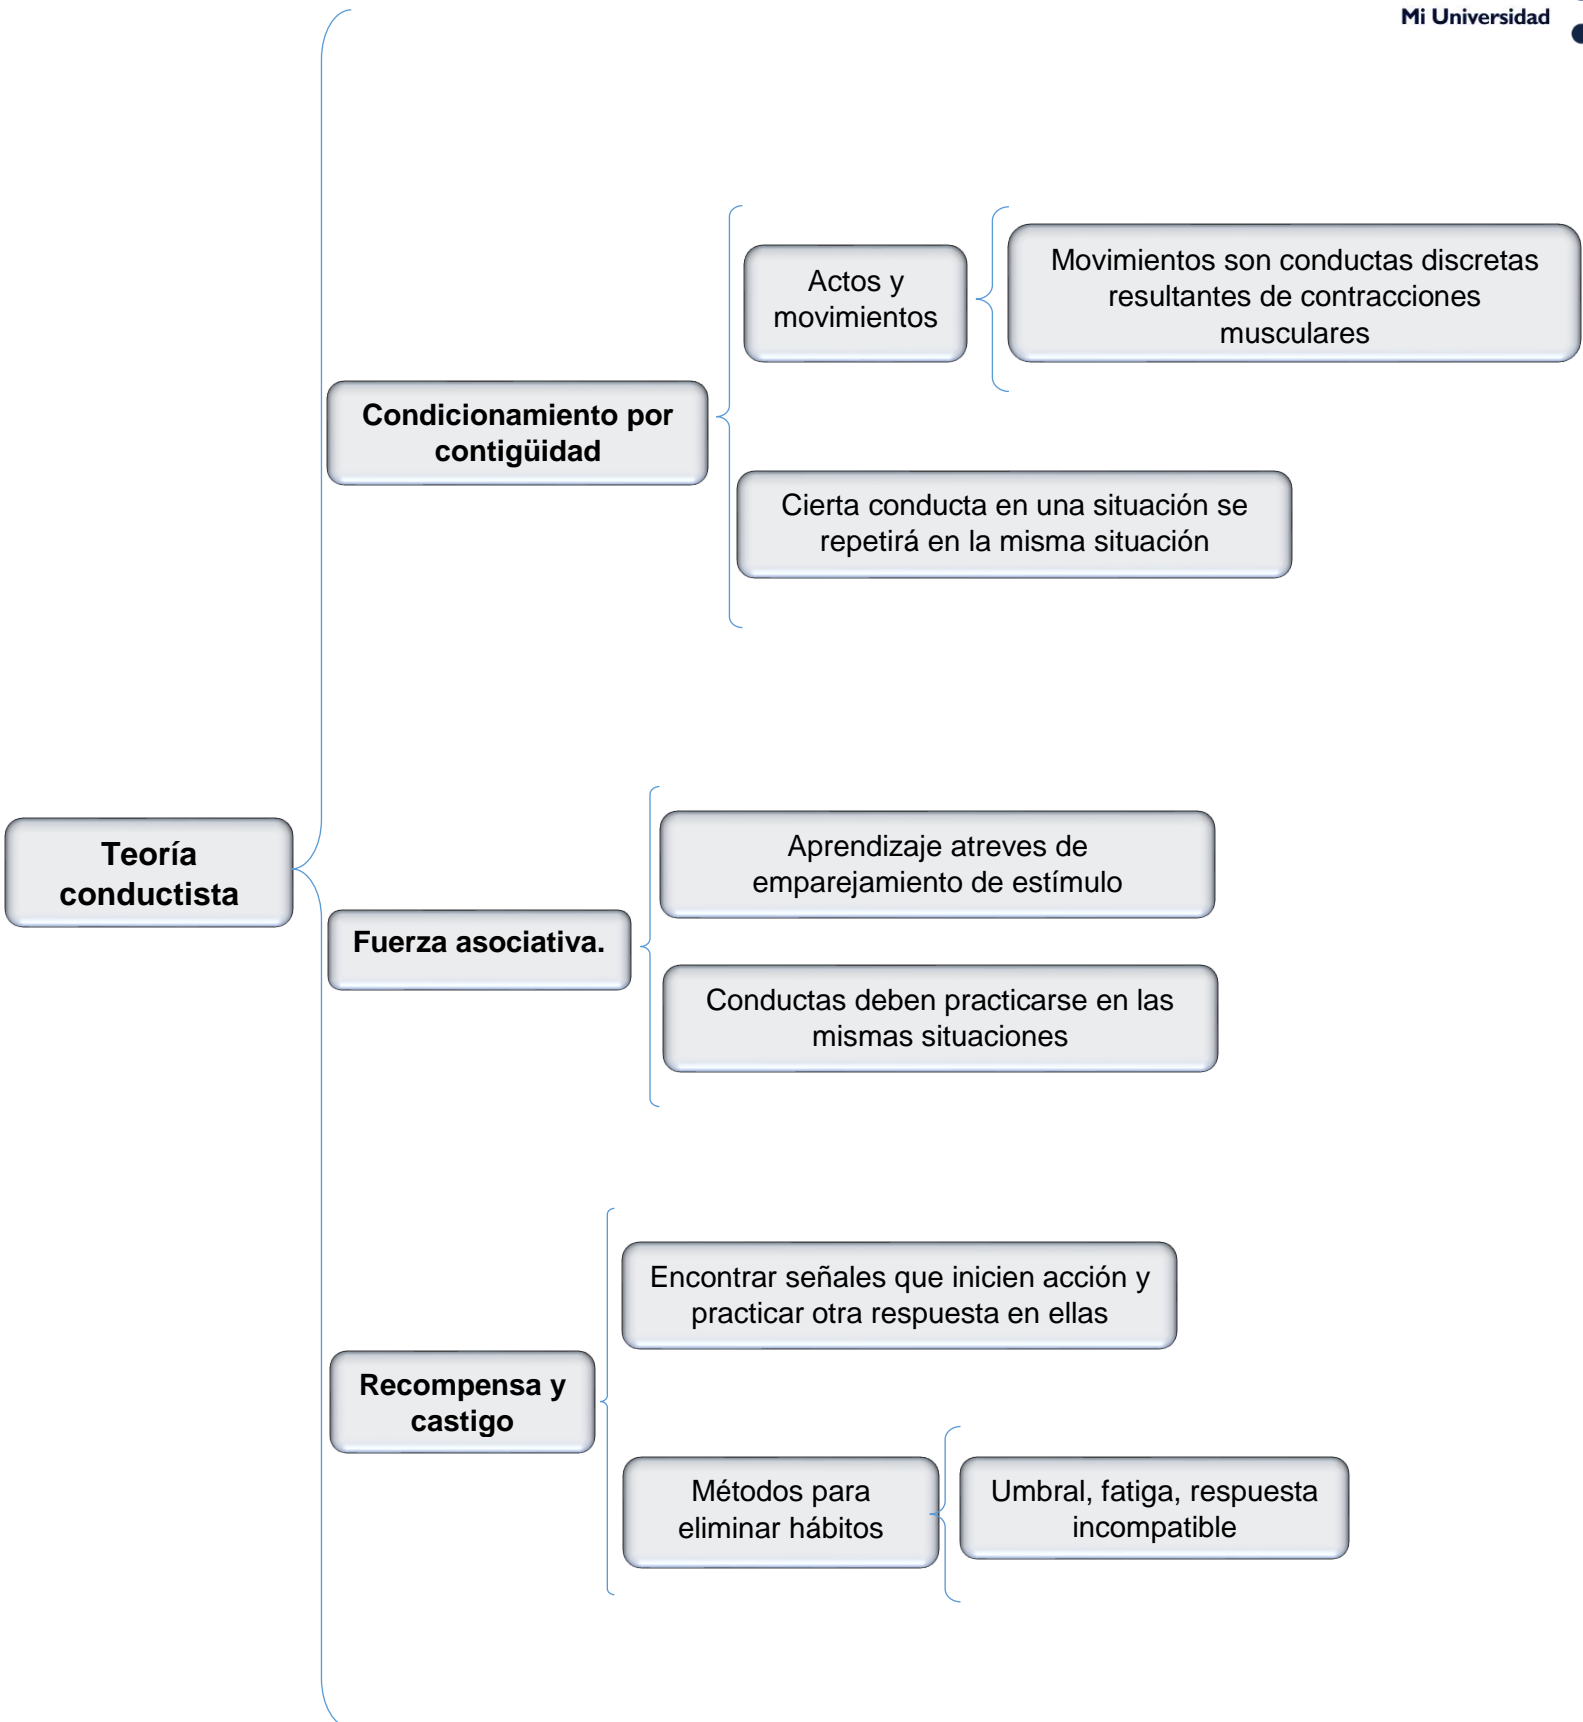 Mi Universidad
Actos y
movimientos
Movimientos son conductas discretas
resultantes de contracciones
musculares
Condicionamiento por
contigüidad
Cierta conducta en una situación se
repetirá en la misma situación
Teoría
conductista
Aprendizaje atreves de
emparejamiento de estímulo
Fuerza asociativa.
Conductas deben practicarse en las
mismas situaciones
Encontrar señales que inicien acción y
practicar otra respuesta en ellas
Recompensa y
castigo
Métodos para
eliminar hábitos
Umbral, fatiga, respuesta
incompatible